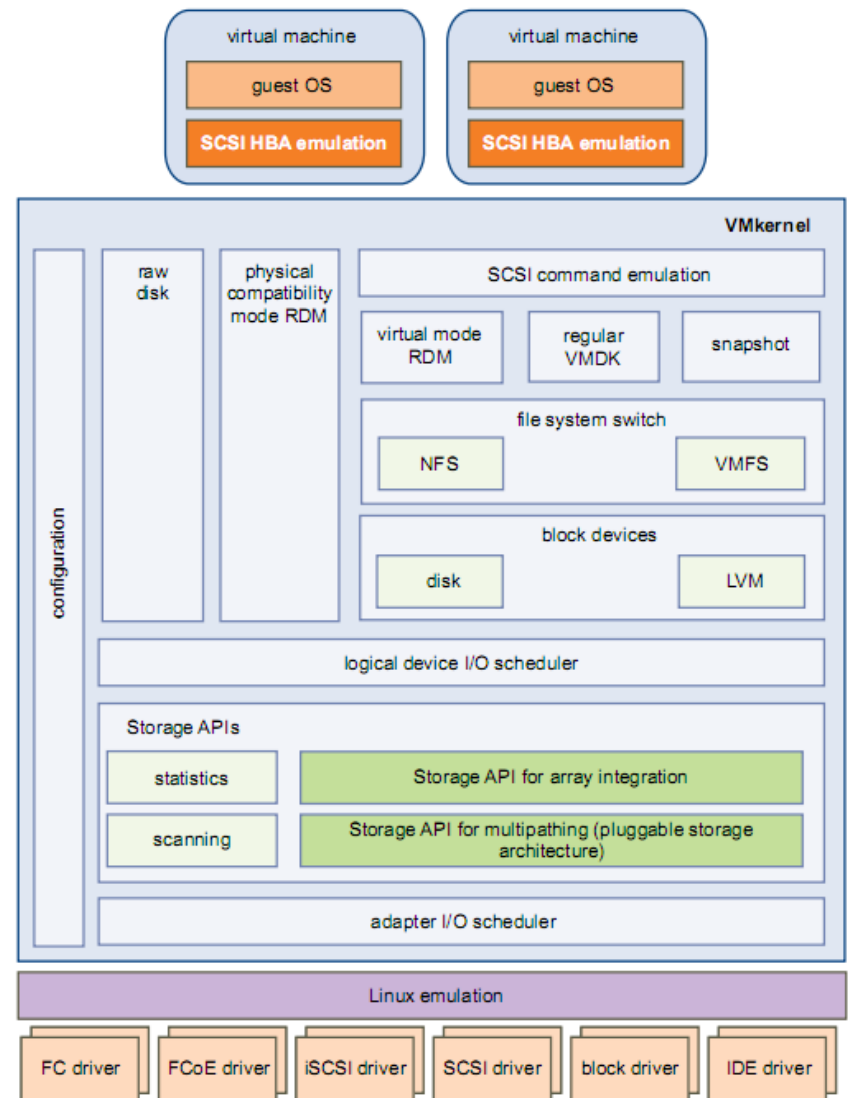 virtual machine
guest OS
SCSI HBA emulation
virtual machine
guest OS
SCSI HBA emulation
VMkernel
configuration
raw
disk
physical
compatibility
mode RDM
SCSI command emulation
virtual mode
RDM
regular
VMDK
snapshot
file system switch
NFS
VMFS
block devices
disk
LVM
logical device I/O scheduler
Storage APIs
statistics
Storage API for array integration
scanning
Storage API for multipathing (pluggable storage
architecture)
adapter I/O scheduler
Linux emulation
FC driver
FCoE driver
iSCSI driver
SCSI driver
block driver
IDE driver